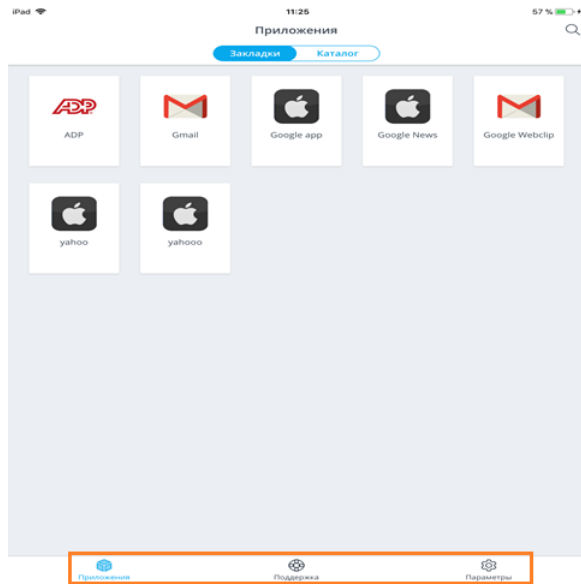 iPad 11:25 57 %
Приложения
Закладки Каталог
ADP
ADP Gmail Google app Google News Google Webclip
yahoo yahooo
Приложения Поддержка Параметры